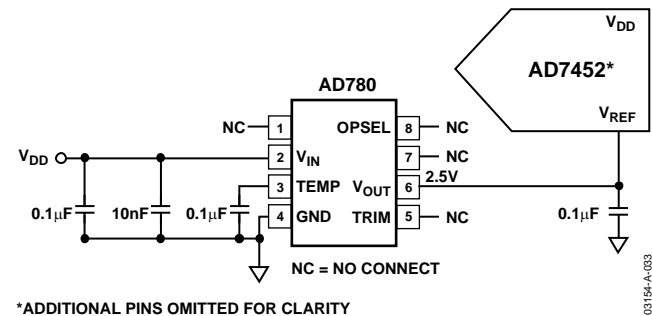 V_DD
AD7452*
V_REF
AD780
NC 1 OPSEL 8 NC
V_DD 2 V_IN 7 NC
3 TEMP V_OUT 6 2.5V
4 GND TRIM 5 NC
0.1μF 10nF 0.1μF 0.1μF
NC = NO CONNECT
*ADDITIONAL PINS OMITTED FOR CLARITY
03154-A-033